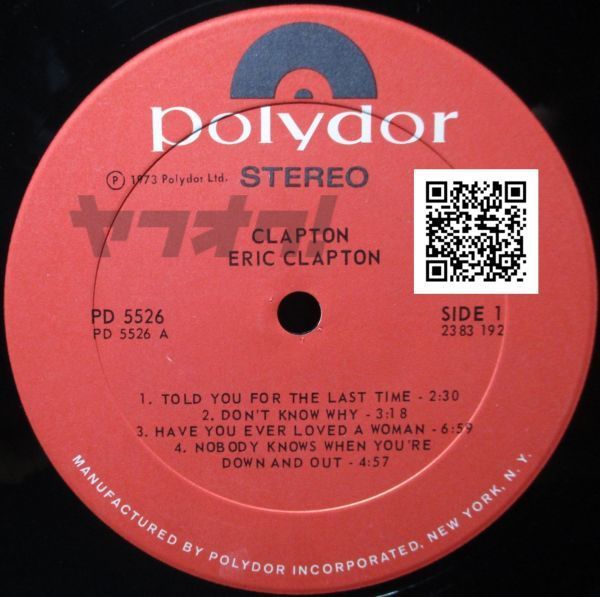 polydor
STEREO
Ⓟ 1973 Polydor Ltd.
ヤフオク!
CLAPTON
ERIC CLAPTON
PD 5526
PD 5526 A
SIDE 1
2383 192
1. TOLD YOU FOR THE LAST TIME - 2:30
2. DON'T KNOW WHY - 3:18
3. HAVE YOU EVER LOVED A WOMAN - 6:59
4. NOBODY KNOWS WHEN YOU'RE
DOWN AND OUT - 4:57
MANUFACTURED BY POLYDOR INCORPORATED, NEW YORK, N. Y.